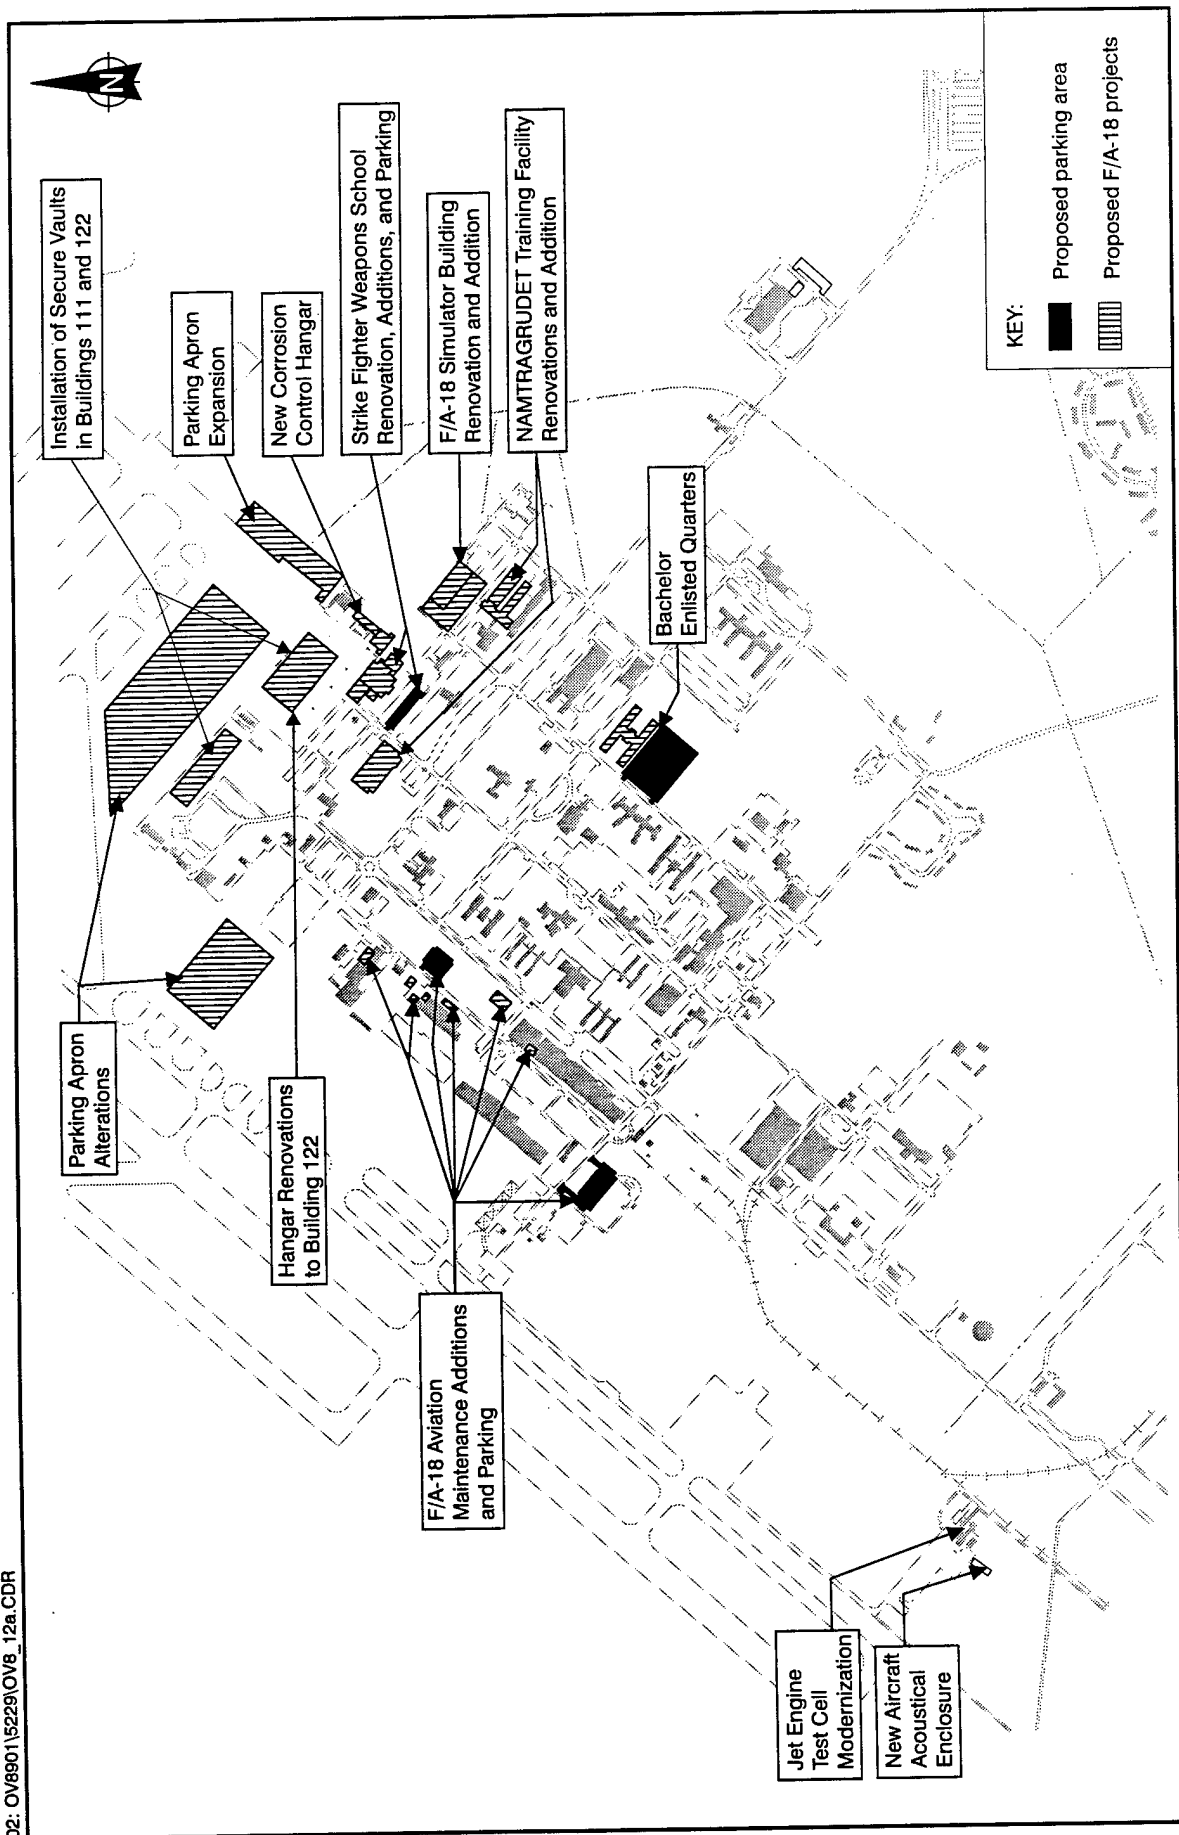 02: OV8901\5229\OV8_12a.CDR
N
Installation of Secure Vaults
in Buildings 111 and 122
Parking Apron
Expansion
New Corrosion
Control Hangar
Strike Fighter Weapons School
Renovation, Additions, and Parking
F/A-18 Simulator Building
Renovation and Addition
NAMTRAGRUDET Training Facility
Renovations and Addition
Bachelor
Enlisted Quarters
Parking Apron
Alterations
Hangar Renovations
to Building 122
F/A-18 Aviation
Maintenance Additions
and Parking
Jet Engine
Test Cell
Modernization
New Aircraft
Acoustical
Enclosure
KEY:
Proposed parking area
Proposed F/A-18 projects